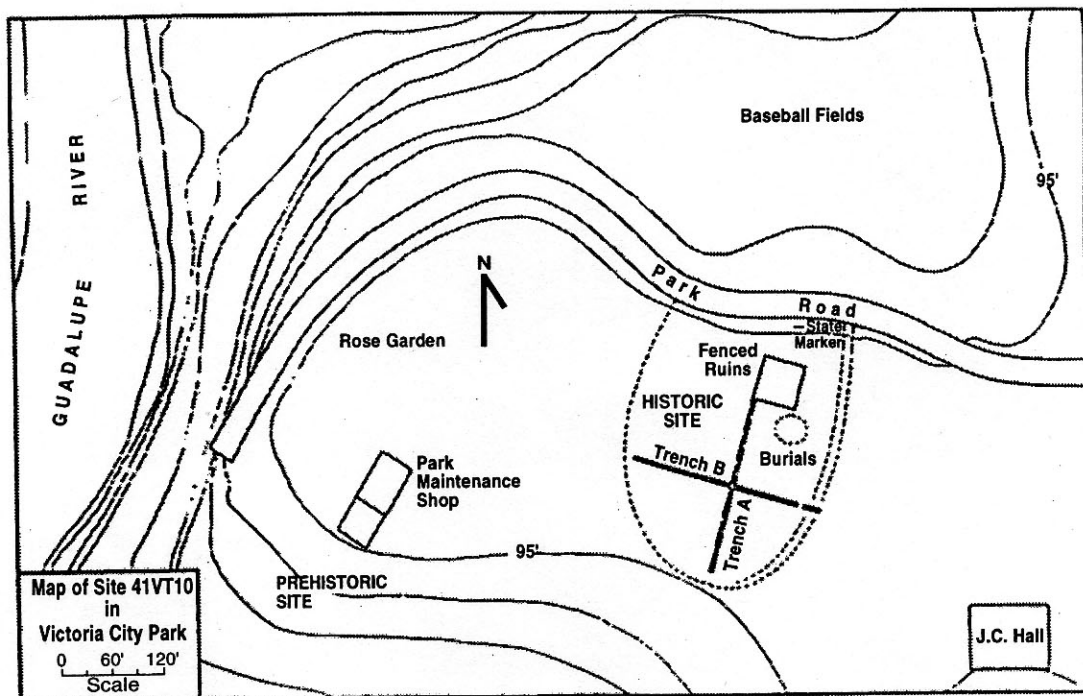 Baseball Fields
95'
GUADALUPE RIVER
N
Park Road
State
Marker
Rose Garden
Fenced
Ruins
HISTORIC
SITE
Trench B
Burials
Park
Maintenance
Shop
Trench A
95'
PREHISTORIC
SITE
Map of Site 41VT10
in
Victoria City Park
0 60' 120'
Scale
J.C. Hall